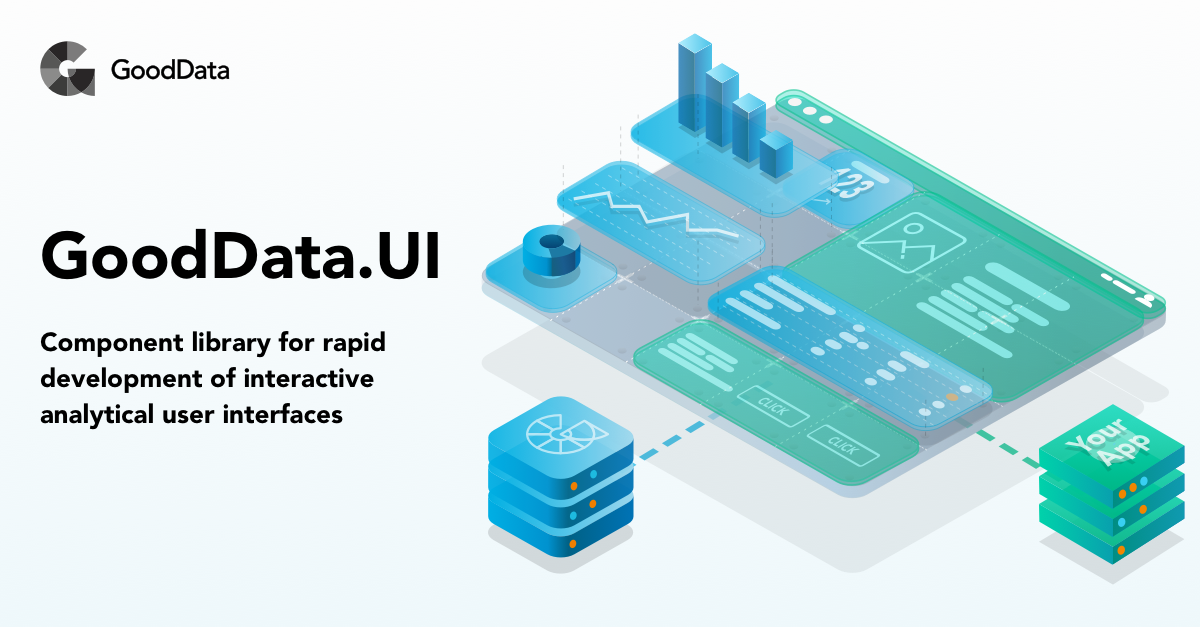 GoodData
GoodData.UI
Component library for rapid
development of interactive
analytical user interfaces
123
CLICK
CLICK
Your
App